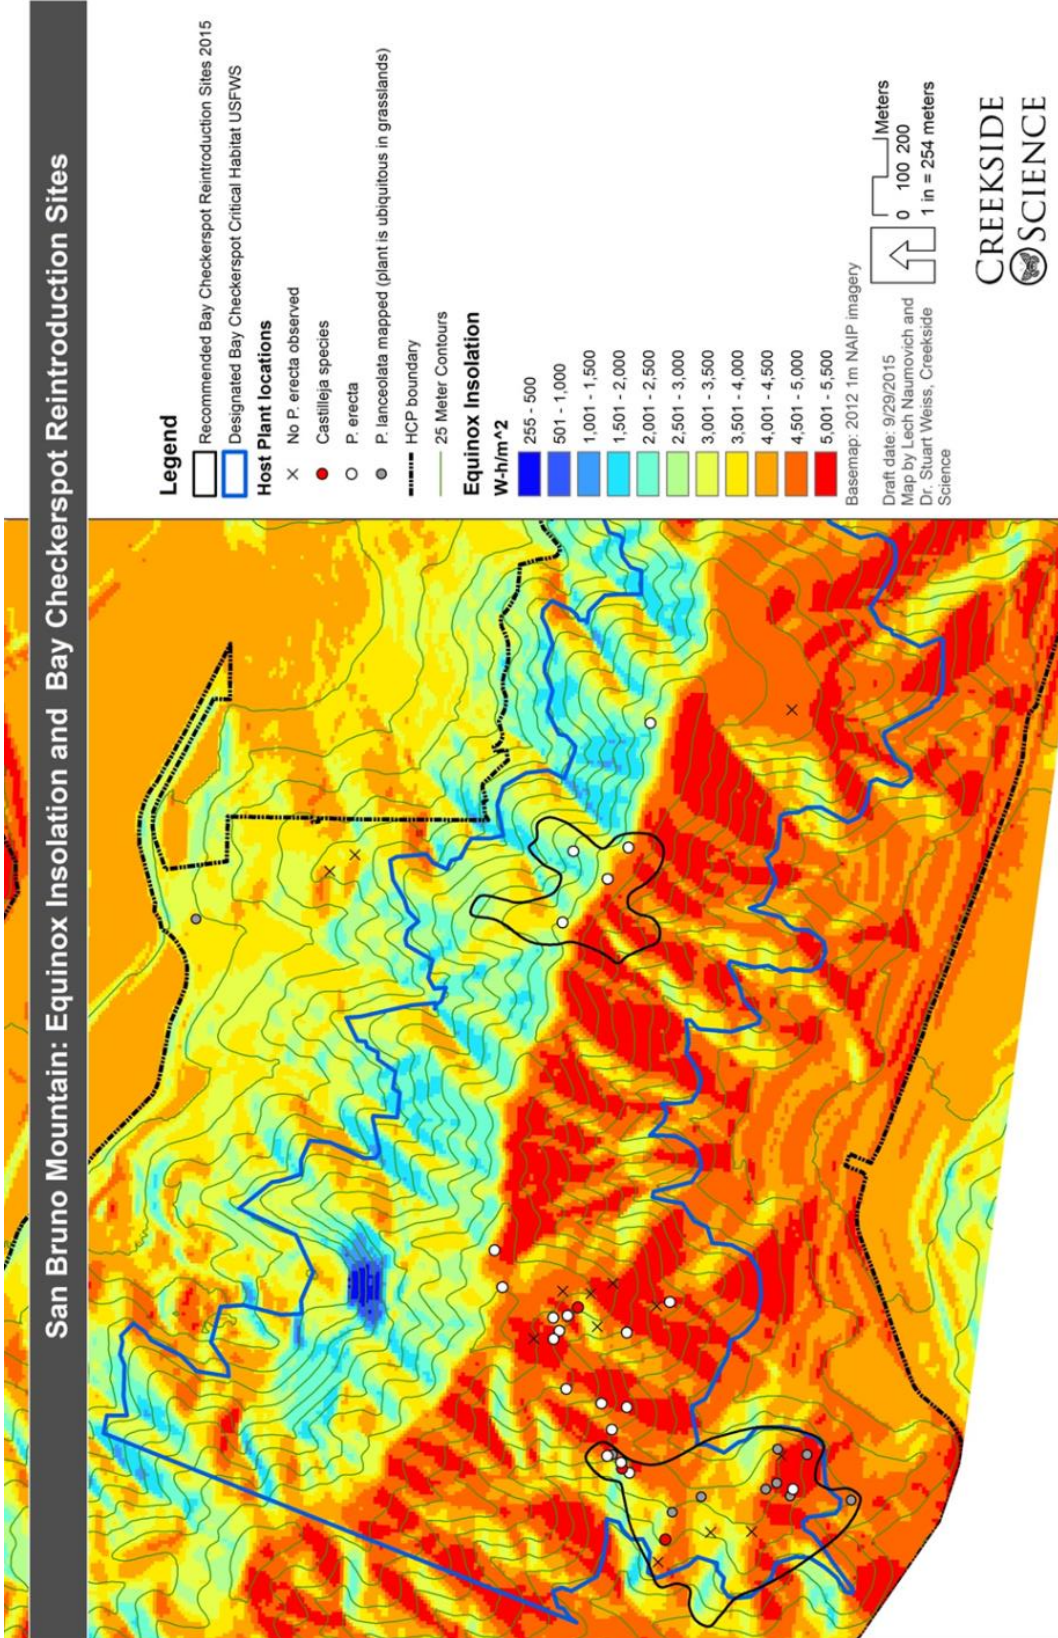 San Bruno Mountain: Equinox Insolation and Bay Checkerspot Reintroduction Sites
Legend
Recommended Bay Checkerspot Reintroduction Sites 2015
Designated Bay Checkerspot Critical Habitat USFWS
Host Plant locations
No P. erecta observed
Castilleja species
P. erecta
P. lanceolata mapped (plant is ubiquitous in grasslands)
HCP boundary
25 Meter Contours
Equinox Insolation
W-h/m^2
255 - 500
501 - 1,000
1,001 - 1,500
1,501 - 2,000
2,001 - 2,500
2,501 - 3,000
3,001 - 3,500
3,501 - 4,000
4,001 - 4,500
4,501 - 5,000
5,001 - 5,500
Basemap: 2012 1m NAIP imagery
Draft date: 9/29/2015
Map by Lech Naumovich and
Dr. Stuart Weiss, Creekside
Science
Meters
0 100 200
1 in = 254 meters
CREEKSIDE
SCIENCE